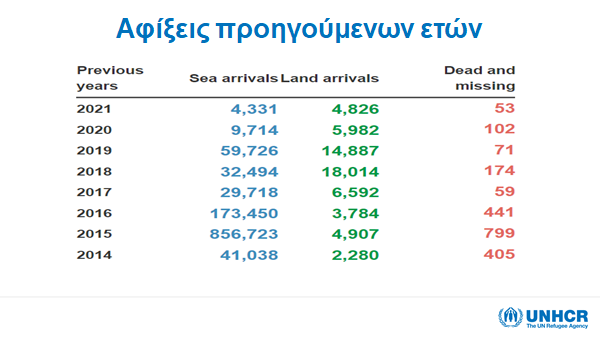 Αφίξεις προηγούμενων ετών
Previous years Sea arrivals Land arrivals Dead and missing
2021 4,331 4,826 53
2020 9,714 5,982 102
2019 59,726 14,887 71
2018 32,494 18,014 174
2017 29,718 6,592 59
2016 173,450 3,784 441
2015 856,723 4,907 799
2014 41,038 2,280 405
UNHCR
The UN Refugee Agency